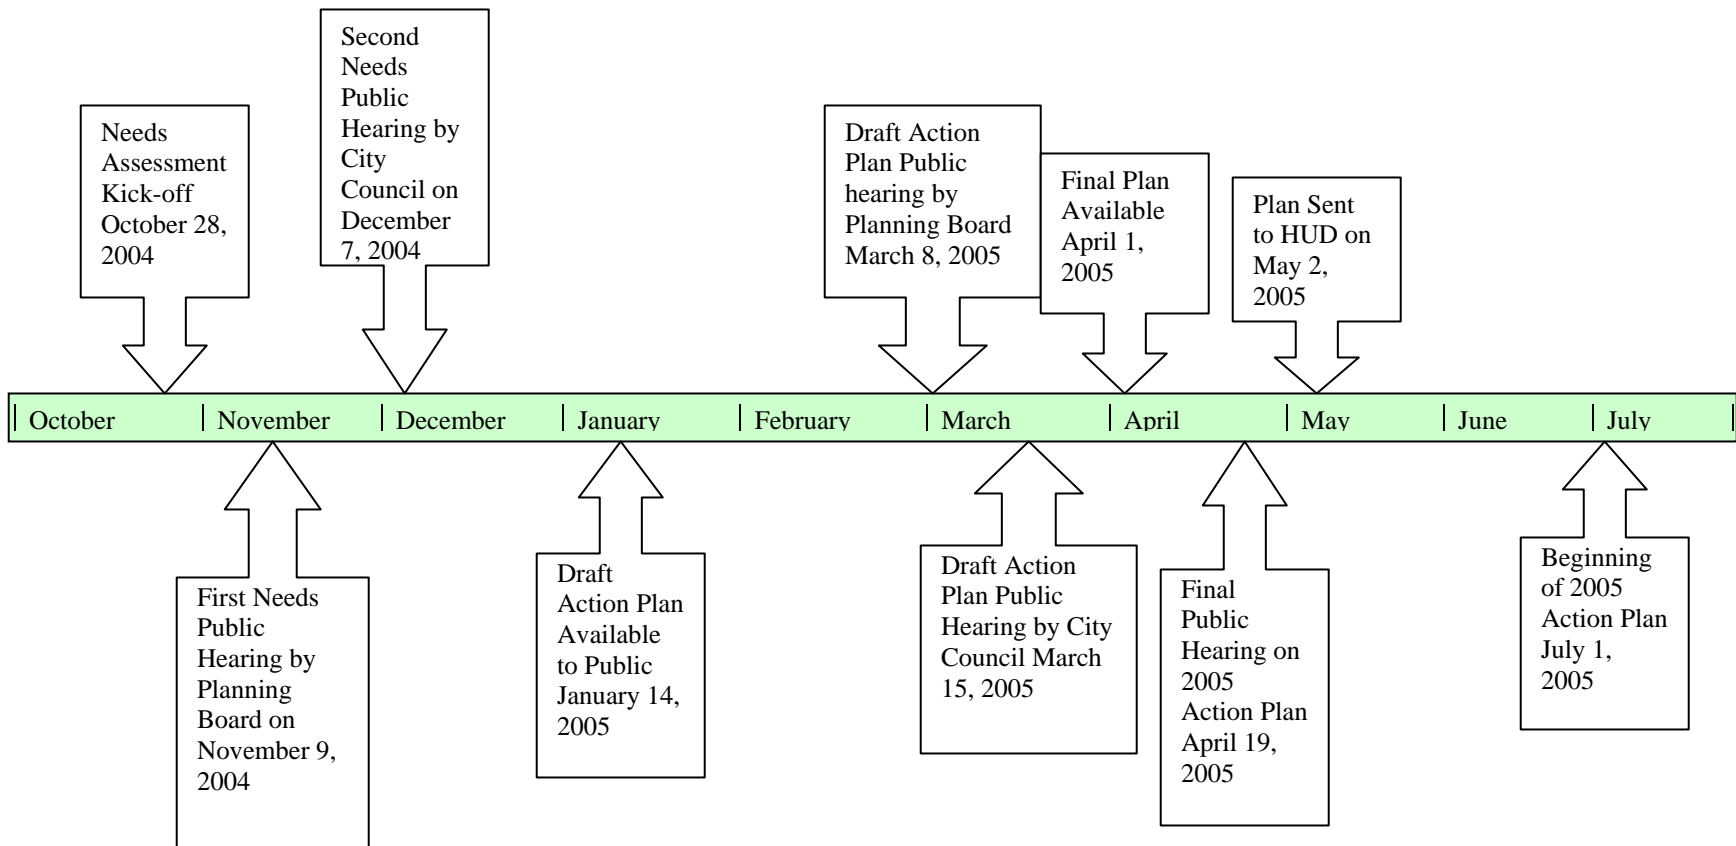 Second
Needs
Public
Hearing by
City
Council on
December
7, 2004
Needs
Assessment
Kick-off
October 28,
2004
Draft Action
Plan Public
hearing by
Planning Board
March 8, 2005
Final Plan
Available
April 1,
2005
Plan Sent
to HUD on
May 2,
2005
October
November
December
January
February
March
April
May
June
July
First Needs
Public
Hearing by
Planning
Board on
November 9,
2004
Draft
Action Plan
Available
to Public
January 14,
2005
Draft Action
Plan Public
Hearing by City
Council March
15, 2005
Final
Public
Hearing on
2005
Action Plan
April 19,
2005
Beginning
of 2005
Action Plan
July 1,
2005